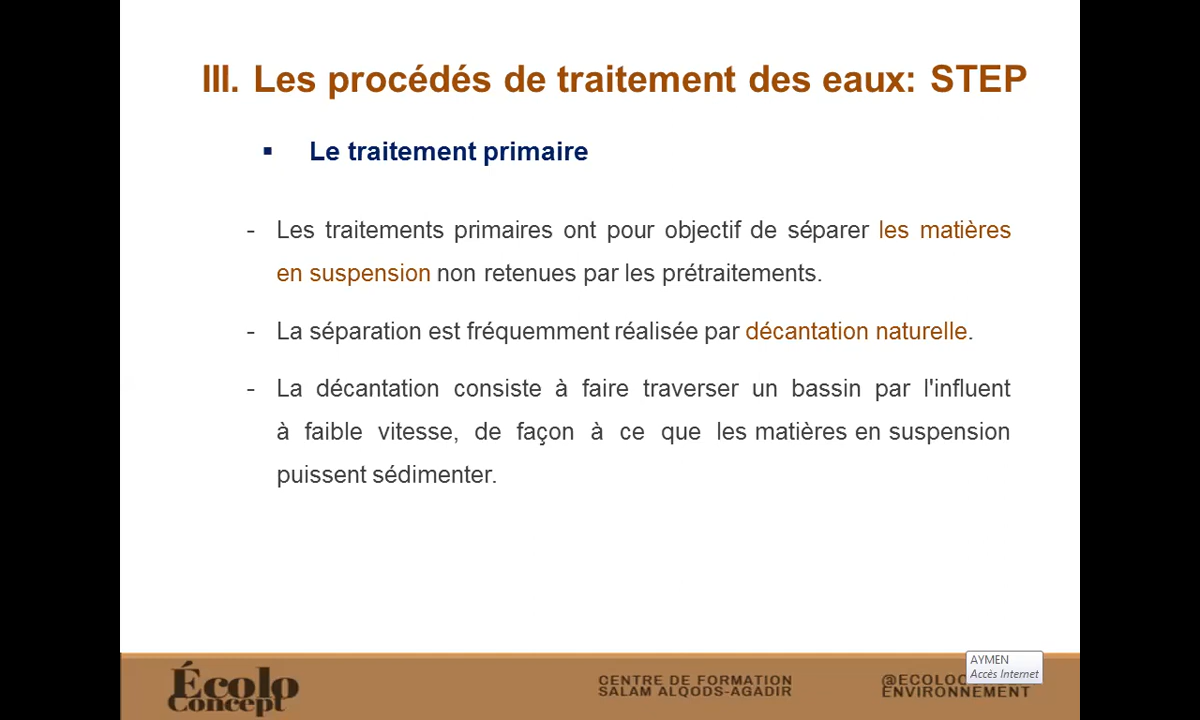 III. Les procédés de traitement des eaux: STEP
▪ Le traitement primaire
- Les traitements primaires ont pour objectif de séparer les matières
en suspension non retenues par les prétraitements.
- La séparation est fréquemment réalisée par décantation naturelle.
- La décantation consiste à faire traverser un bassin par l'influent
à faible vitesse, de façon à ce que les matières en suspension
puissent sédimenter.
Écolo
Concept
CENTRE DE FORMATION
SALAM ALQODS-AGADIR
ENVIRONNEMENT
AYMEN
Accès Internet